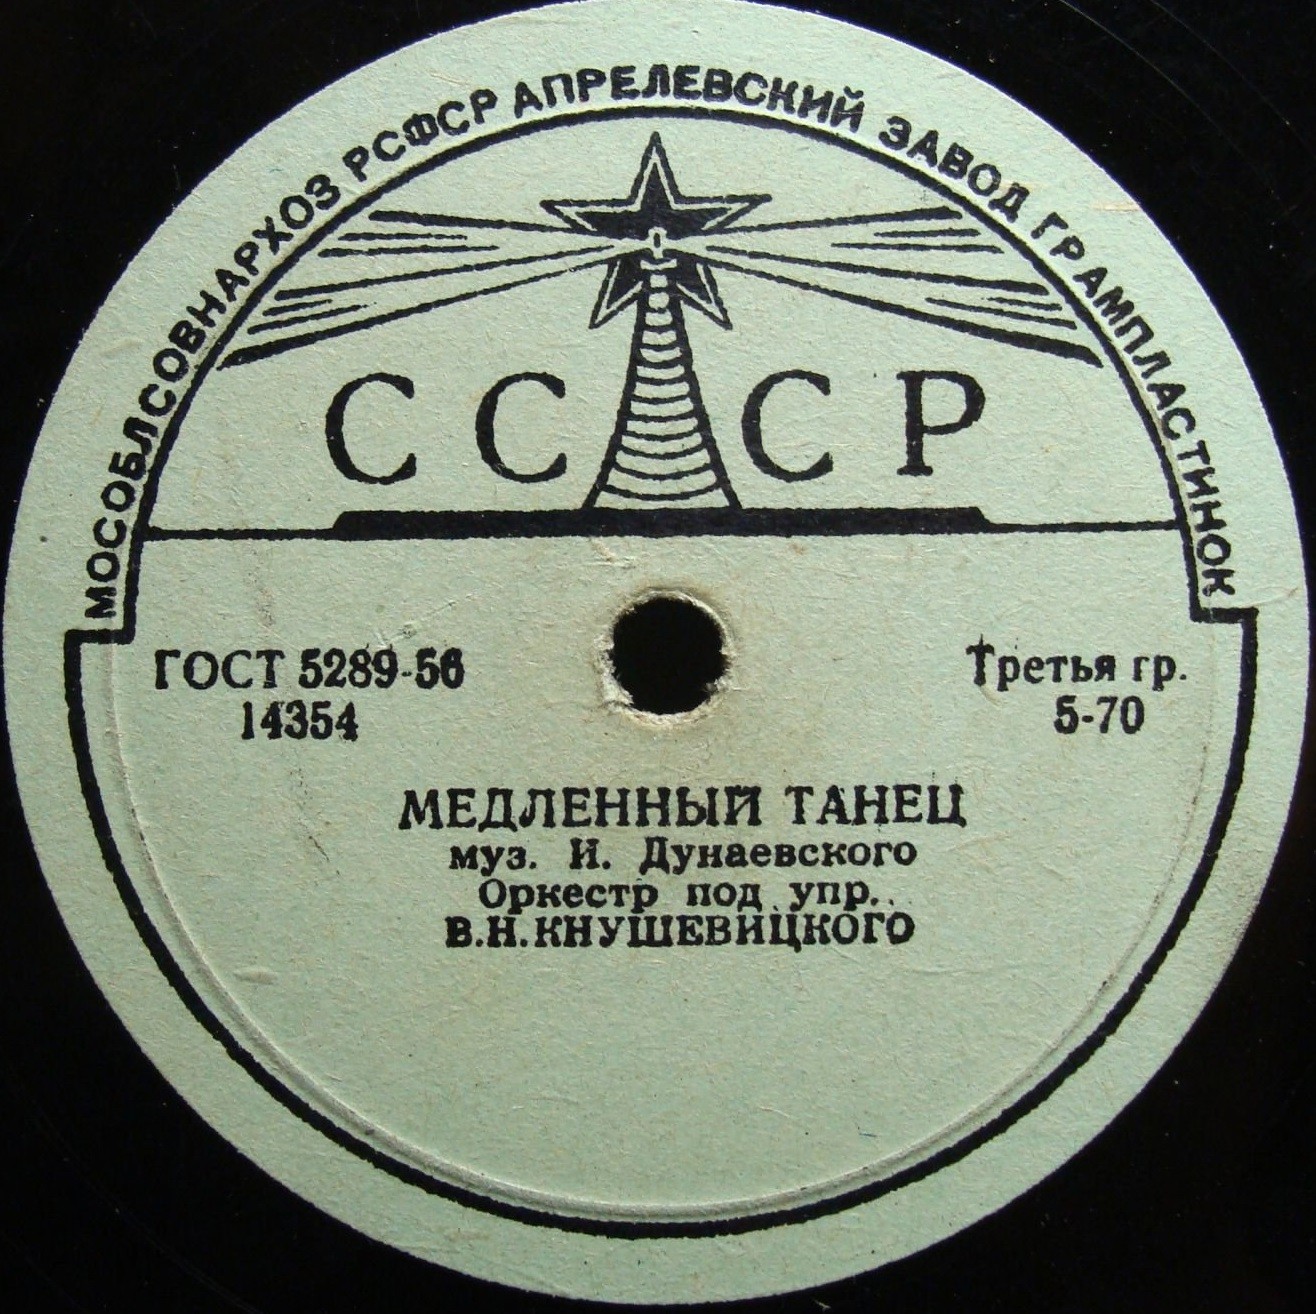 МОСОБЛСОВНАРХОЗ РСФСР АПРЕЛЕВСКИЙ ЗАВОД ГРАМПЛАСТИНОК
СССР
ГОСТ 5289-56
14354
Третья гр.
5-70
МЕДЛЕННЫЙ ТАНЕЦ
муз. И. Дунаевского
Оркестр под упр..
В.Н.КНУШЕВИЦКОГО